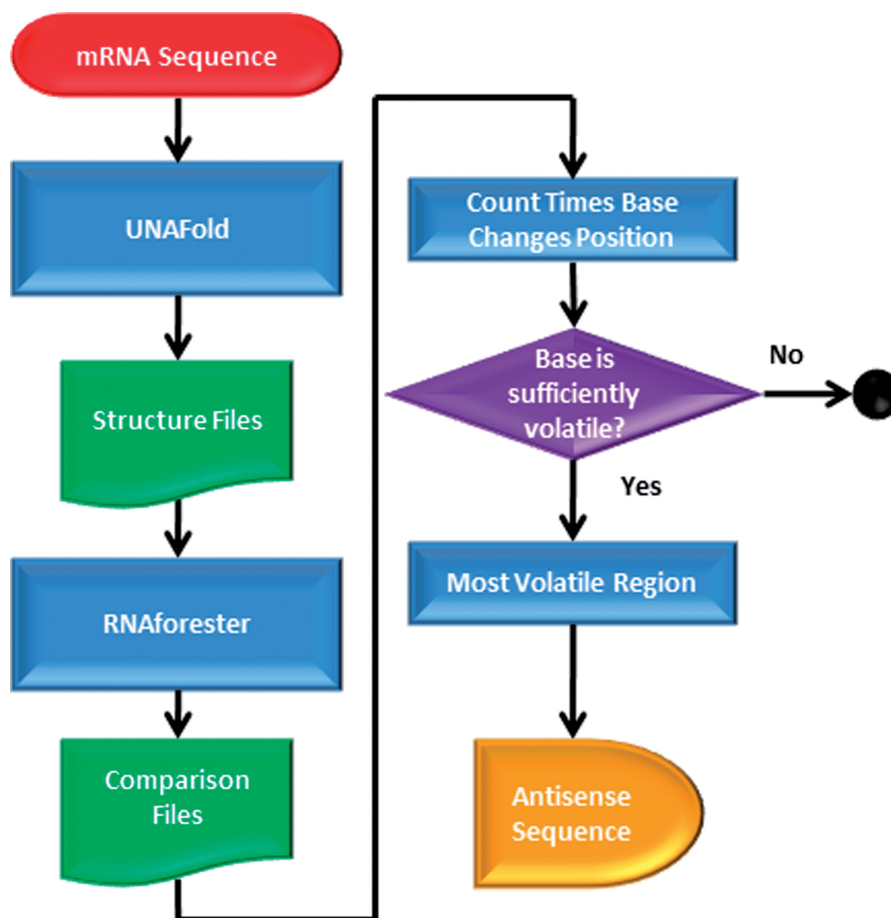 mRNA Sequence
UNAFold
Structure Files
RNAforester
Comparison
Files
Count Times Base
Changes Position
Base is
sufficiently
volatile?
No
Yes
Most Volatile Region
Antisense
Sequence